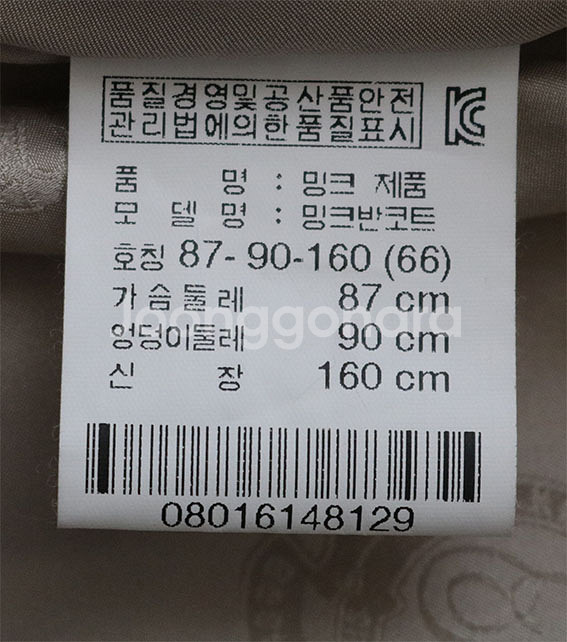 품질경영및공산품안전
관리법에의한품질표시
품 명 : 밍크 제품
모 델 명 : 밍크반코트
호칭 87- 90-160 (66)
가슴둘레 87 cm
엉덩이둘레 90 cm
신 장 160 cm
08016148129